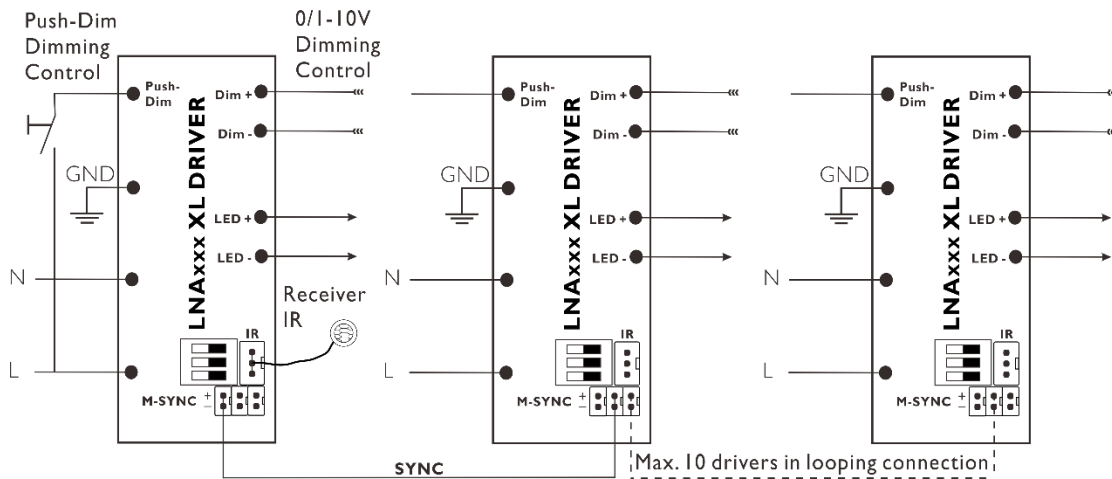 Push-Dim
Dimming
Control
0/1-10V
Dimming
Control
Push-
Dim
Dim +
Dim -
GND
LED +
LED -
N
L
LNAxxx XL DRIVER
Receiver
IR
IR
M-SYNC + -
Push-
Dim
Dim +
Dim -
GND
LED +
LED -
N
L
LNAxxx XL DRIVER
IR
M-SYNC + -
Push-
Dim
Dim +
Dim -
GND
LED +
LED -
N
L
LNAxxx XL DRIVER
IR
M-SYNC + -
SYNC
Max. 10 drivers in looping connection